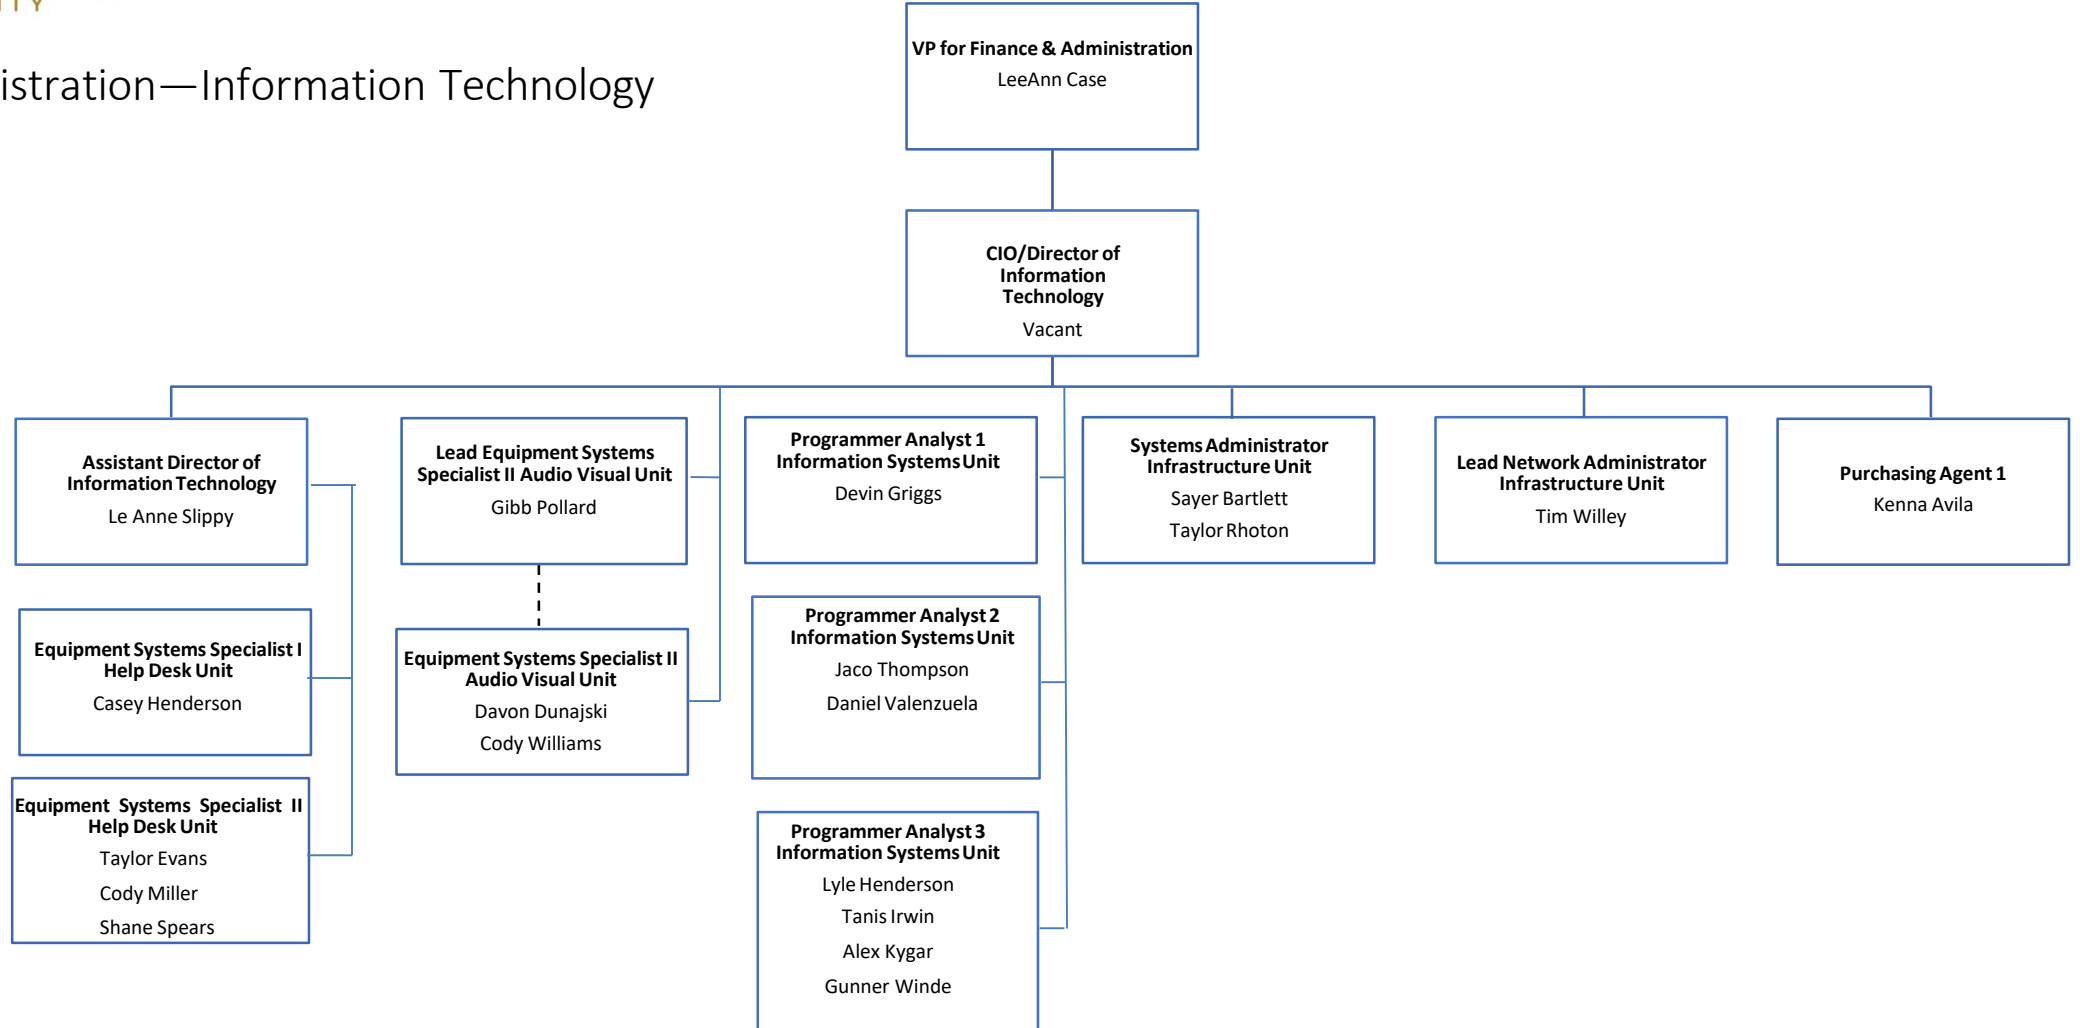 ITY
istration—Information Technology
VP for Finance & Administration
LeeAnn Case
CIO/Director of
Information
Technology
Vacant
Assistant Director of
Information Technology
Le Anne Slippy
Lead Equipment Systems
Specialist II Audio Visual Unit
Gibb Pollard
Programmer Analyst 1
Information Systems Unit
Devin Griggs
Systems Administrator
Infrastructure Unit
Sayer Bartlett
Taylor Rhoton
Lead Network Administrator
Infrastructure Unit
Tim Willey
Purchasing Agent 1
Kenna Avila
Equipment Systems Specialist I
Help Desk Unit
Casey Henderson
Equipment Systems Specialist II
Audio Visual Unit
Davon Dunajski
Cody Williams
Programmer Analyst 2
Information Systems Unit
Jaco Thompson
Daniel Valenzuela
Equipment Systems Specialist II
Help Desk Unit
Taylor Evans
Cody Miller
Shane Spears
Programmer Analyst 3
Information Systems Unit
Lyle Henderson
Tanis Irwin
Alex Kygar
Gunner Winde